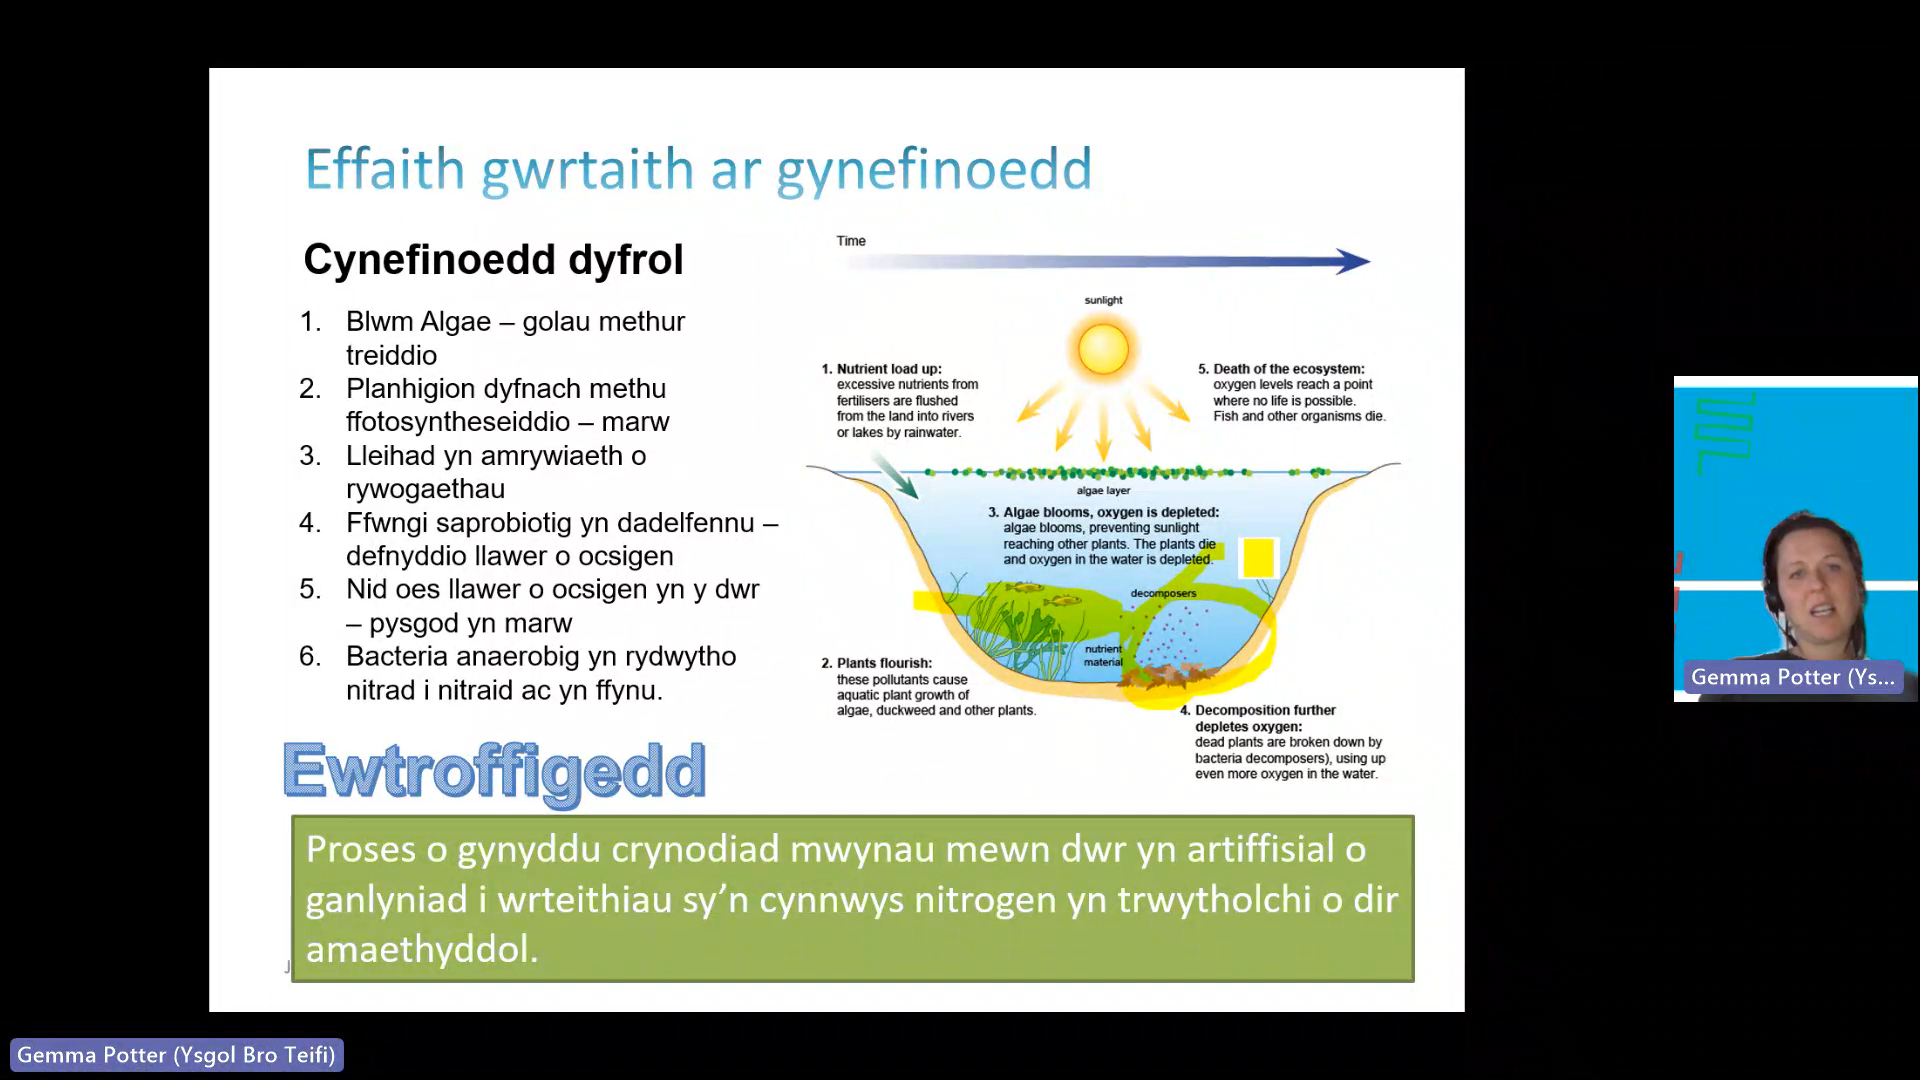 Effaith gwrtaith ar gynefinoedd
Cynefinoedd dyfrol
1. Blwm Algae – golau methur
treiddio
2. Planhigion dyfnach methu
ffotosyntheseiddio – marw
3. Lleihad yn amrywiaeth o
rywogaethau
4. Ffwngi saprobiotig yn dadelfennu –
defnyddio llawer o ocsigen
5. Nid oes llawer o ocsigen yn y dwr
– pysgod yn marw
6. Bacteria anaerobig yn rydwytho
nitrad i nitraid ac yn ffynu.
Ewtroffigedd
Time
sunlight
1. Nutrient load up:
excessive nutrients from
fertilisers are flushed
from the land into rivers
or lakes by rainwater.
5. Death of the ecosystem:
oxygen levels reach a point
where no life is possible.
Fish and other organisms die.
algae layer
3. Algae blooms, oxygen is depleted:
algae blooms, preventing sunlight
reaching other plants. The plants die
and oxygen in the water is depleted.
decomposers
nutrient
material
2. Plants flourish:
these pollutants cause
aquatic plant growth of
algae, duckweed and other plants.
4. Decomposition further
depletes oxygen:
dead plants are broken down by
bacteria decomposers), using up
even more oxygen in the water.
Proses o gynyddu crynodiad mwynau mewn dwr yn artiffisial o
ganlyniad i wrteithiau sy’n cynnwys nitrogen yn trwytholchi o dir
amaethyddol.
J
Gemma Potter (Ys...
Gemma Potter (Ysgol Bro Teifi)